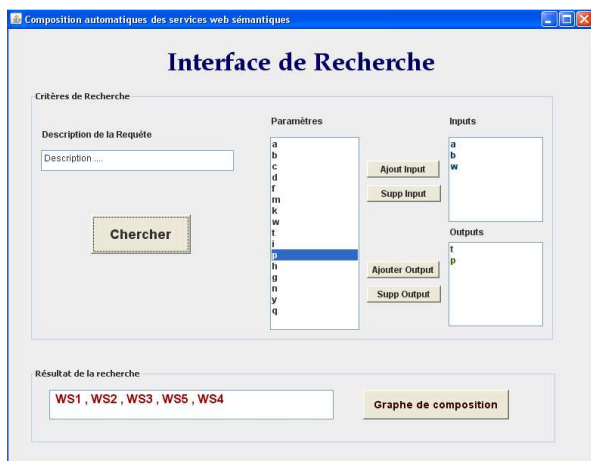 Composition automatiques des services web sémantiques
Interface de Recherche
Critères de Recherche
Description de la Requéte
Description ....
Chercher
Paramètres
a
b
c
d
f
m
k
w
t
i
p
h
g
n
y
q
Ajout Input
Supp Input
Ajouter Output
Supp Output
Inputs
a
b
w
Outputs
t
p
Résultat de la recherche
WS1 , WS2 , WS3 , WS5 , WS4
Graphe de composition